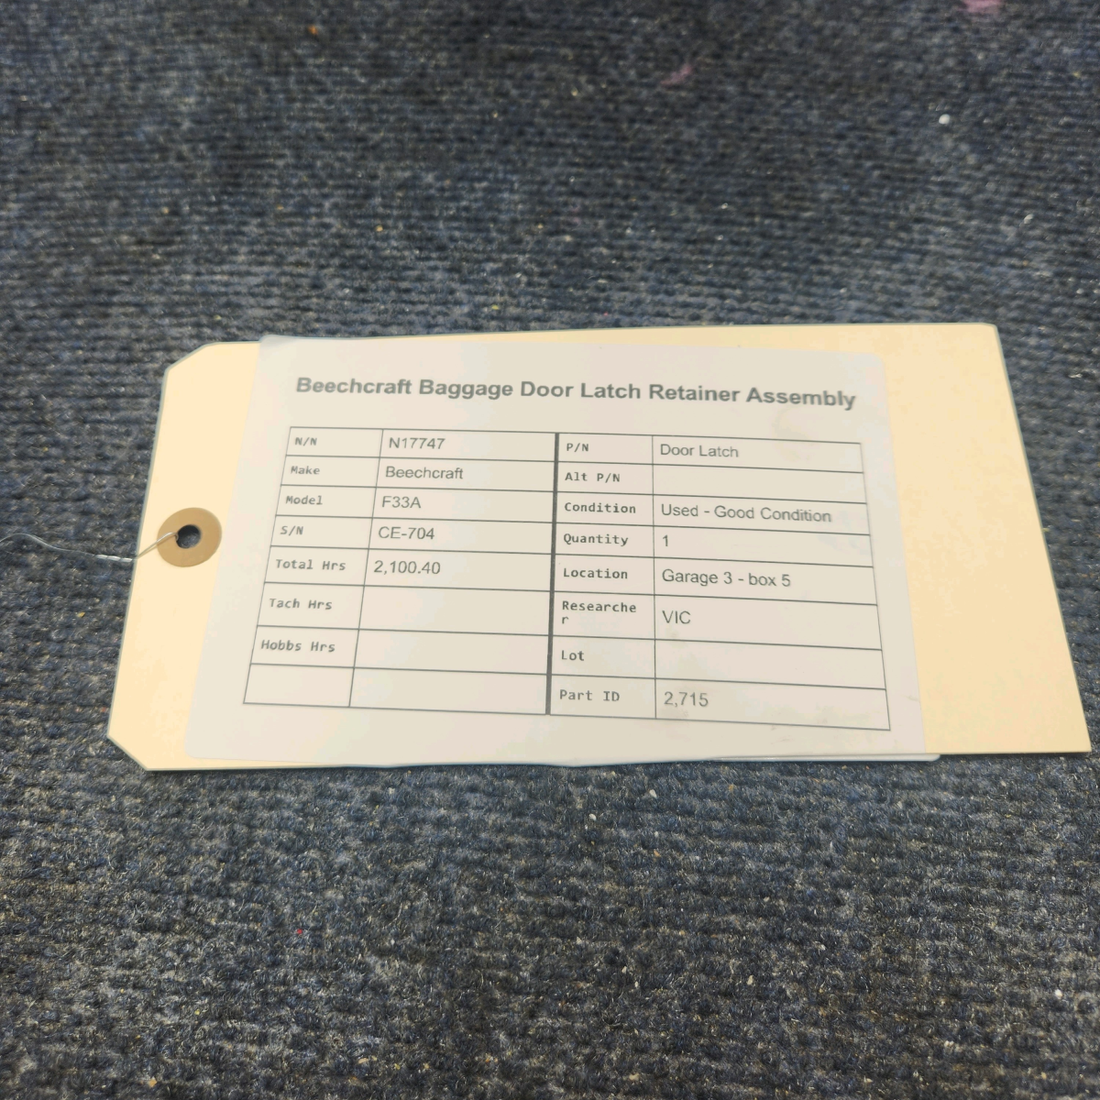 Beechcraft Baggage Door Latch Retainer Assembly
N/N N17747 P/N Door Latch
Make Beechcraft Alt P/N
Model F33A Condition Used - Good Condition
S/N CE-704 Quantity 1
Total Hrs 2,100.40 Location Garage 3 - box 5
Tach Hrs Researche
r VIC
Hobbs Hrs Lot
Part ID 2,715